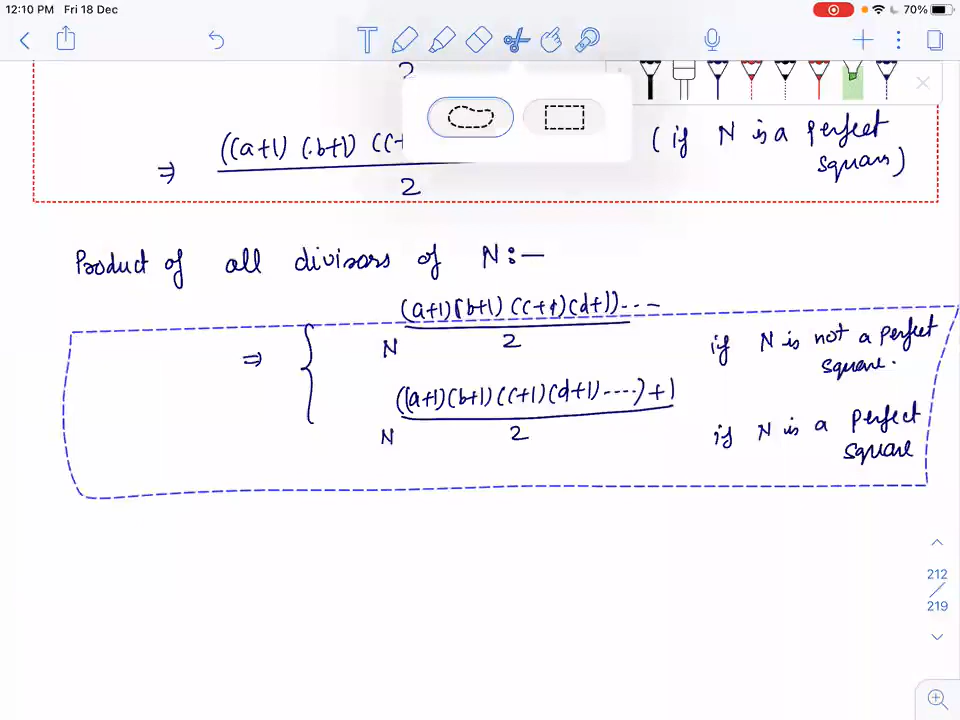 12:10 PM Fri 18 Dec
70%
T
2
⇒ ((a+1) (b+1) (c+
2
(if N is a perfect
square)
Product of all divisors of N:—
⇒ { N (a+1)(b+1)(c+1)(d+1)---
2
if N is not a perfect
square.
N ((a+1)(b+1)(c+1)(d+1)----)+1
2
if N is a perfect
square
212
/
219